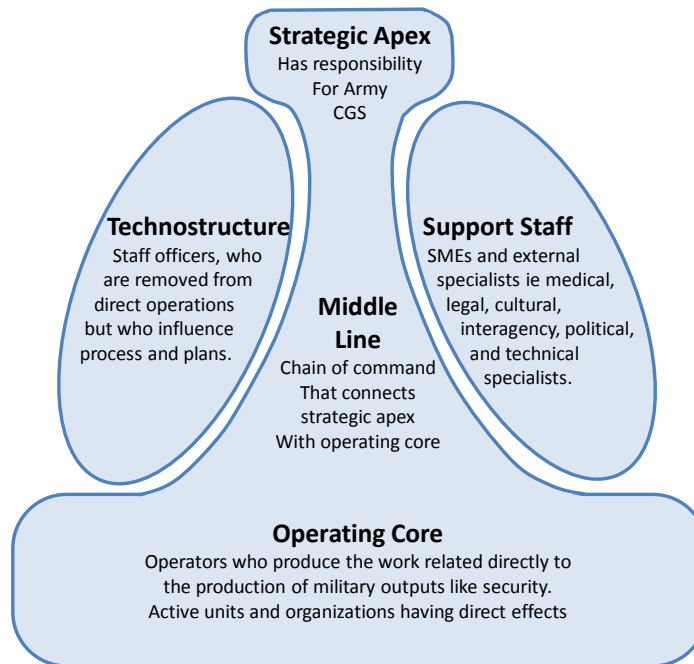 Strategic Apex
Has responsibility
For Army
CGS
Technostructure
Staff officers, who
are removed from
direct operations
but who influence
process and plans.
Support Staff
SMEs and external
specialists ie medical,
legal, cultural,
interagency, political,
and technical
specialists.
Middle
Line
Chain of command
That connects
strategic apex
With operating core
Operating Core
Operators who produce the work related directly to
the production of military outputs like security.
Active units and organizations having direct effects